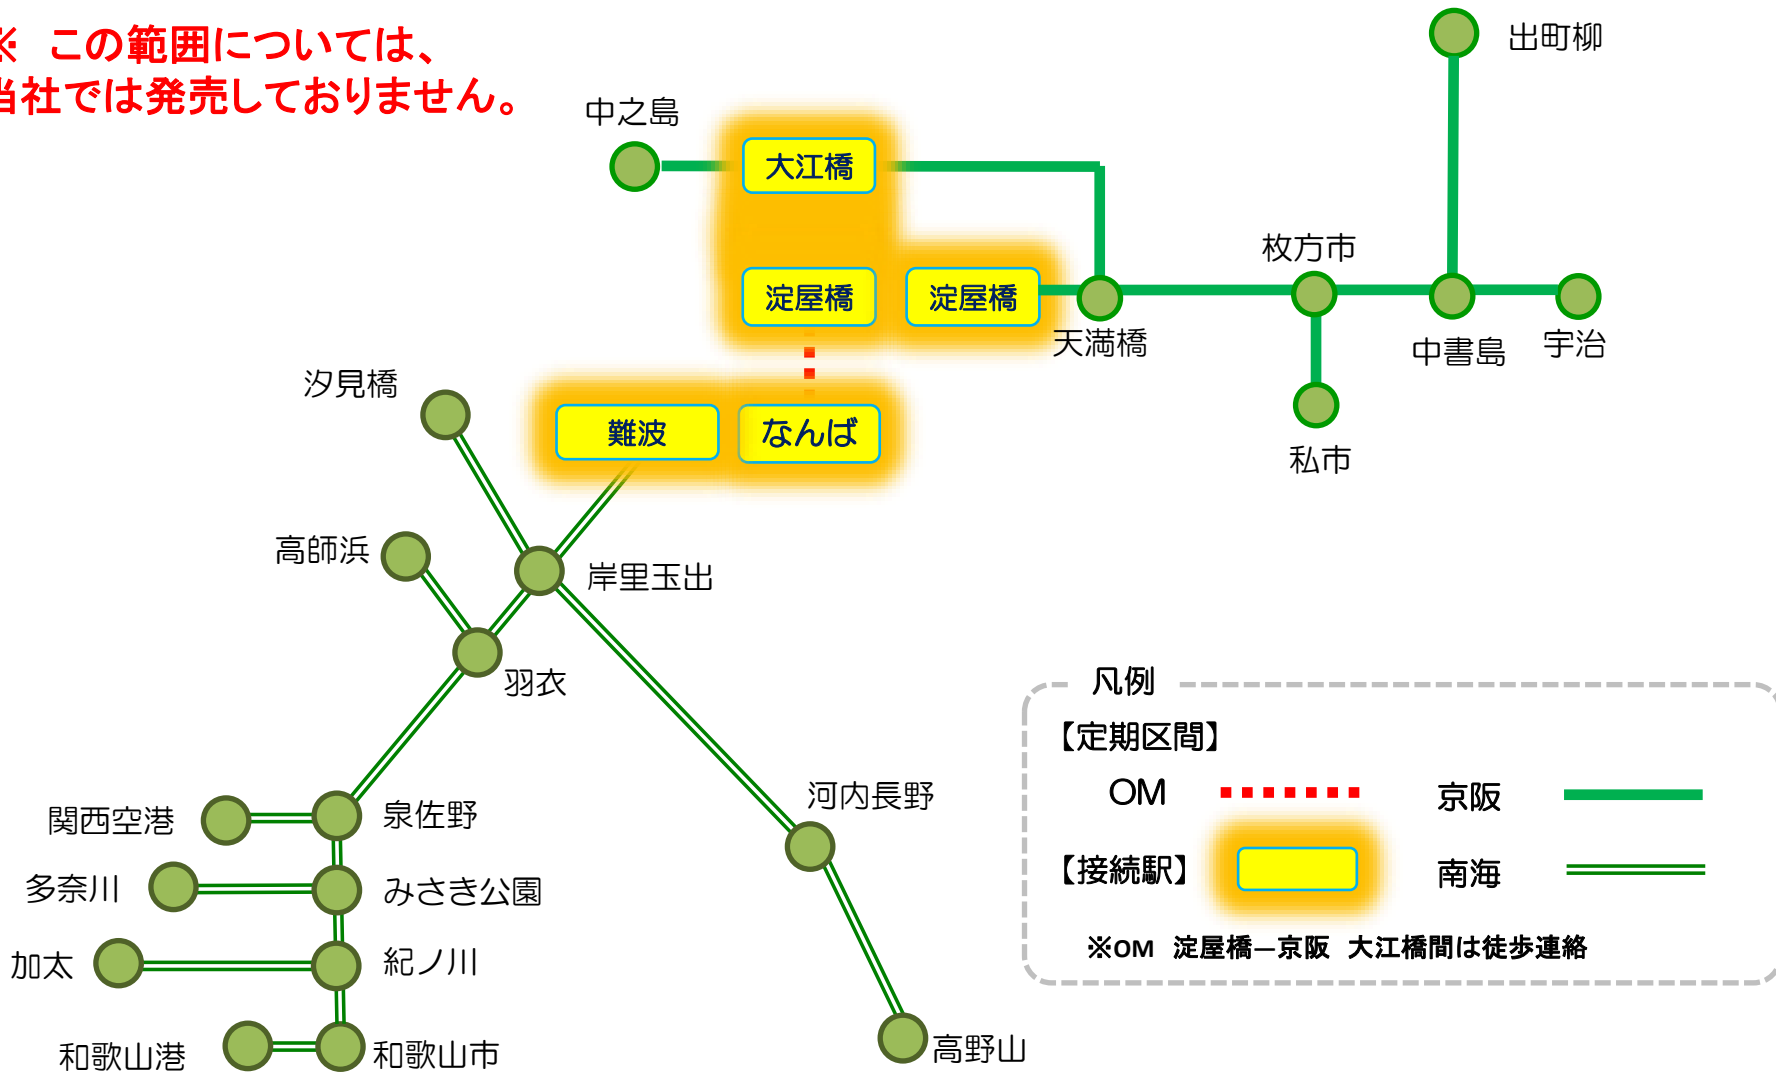 ※ この範囲については、
当社では発売しておりません。
出町柳
中之島
大江橋
枚方市
淀屋橋
淀屋橋
天満橋
中書島
宇治
汐見橋
難波
なんば
私市
高師浜
岸里玉出
羽衣
凡例
【定期区間】
OM
京阪
河内長野
関西空港
泉佐野
【接続駅】
南海
多奈川
みさき公園
※OM 淀屋橋―京阪 大江橋間は徒歩連絡
加太
紀ノ川
和歌山港
和歌山市
高野山